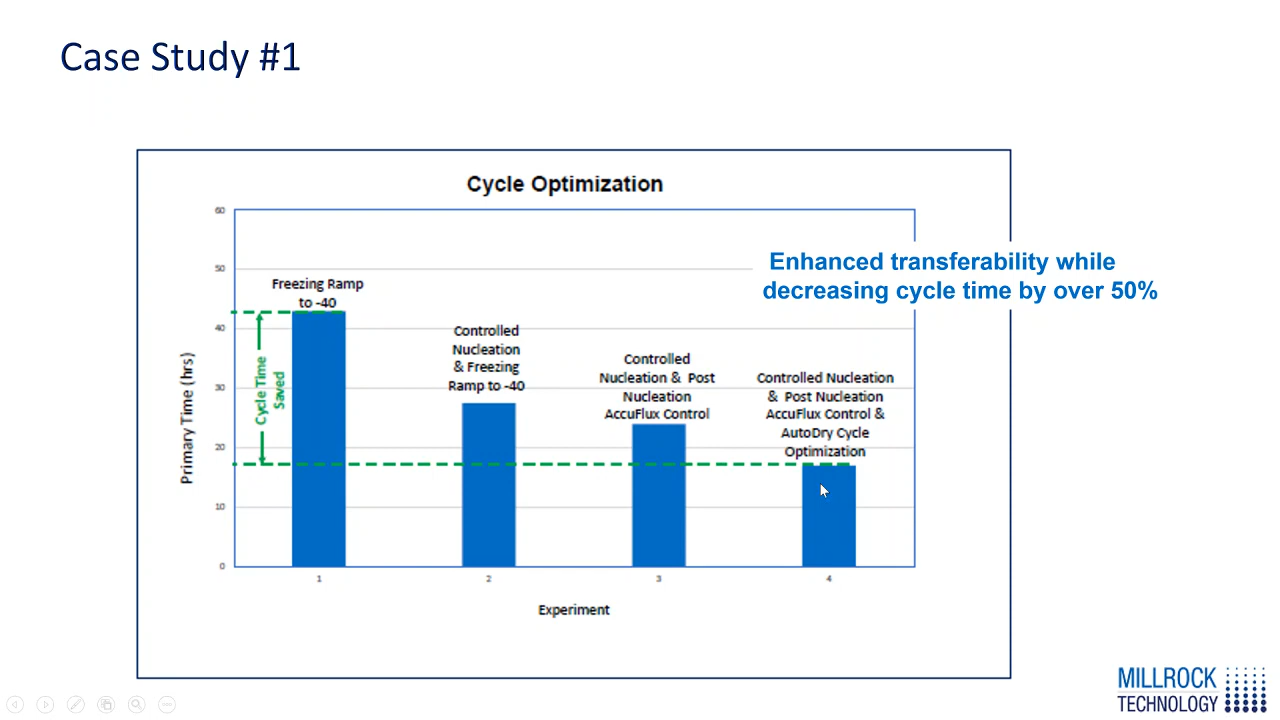 Case Study #1
Cycle Optimization
60
50
40
30
20
10
0
Primary Time (hrs)
Cycle Time
Saved
Freezing Ramp
to -40
Controlled
Nucleation
& Freezing
Ramp to -40
Controlled
Nucleation & Post
Nucleation
AccuFlux Control
Controlled Nucleation
& Post Nucleation
AccuFlux Control &
AutoDry Cycle
Optimization
Enhanced transferability while
decreasing cycle time by over 50%
1
2
3
4
Experiment
MILLROCK
TECHNOLOGY